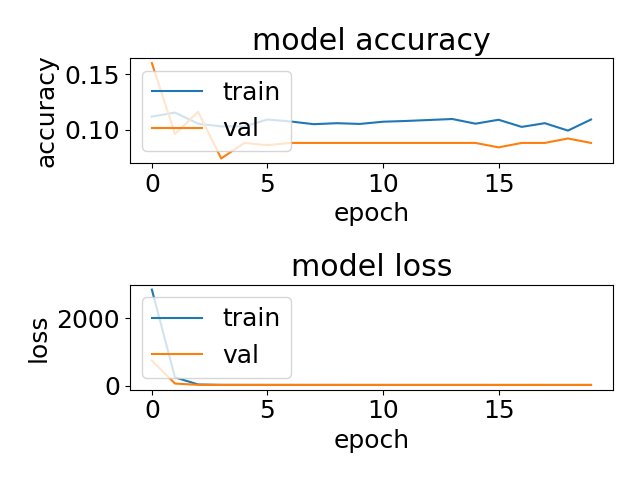 model accuracy
accuracy
0.15
0.10
train
val
0 5 10 15
epoch
model loss
loss
2000
0
train
val
0 5 10 15
epoch